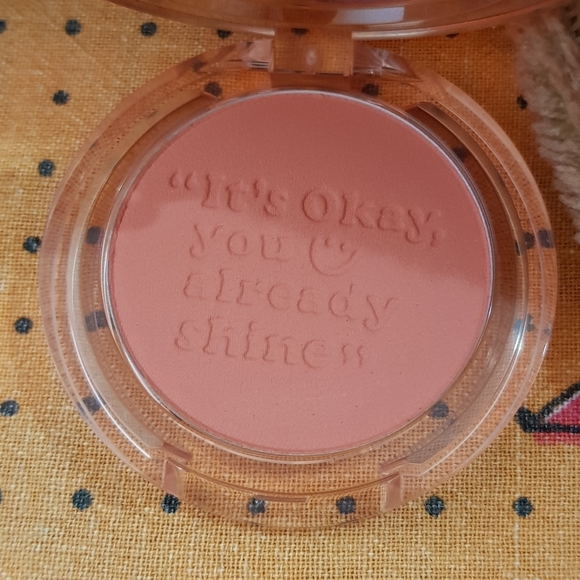 “It's Okay,
you
already
shine”